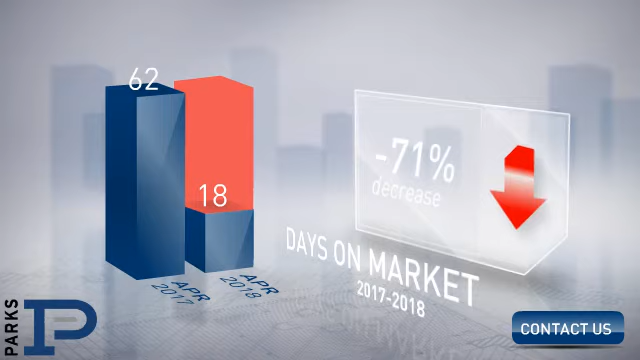 62
18
APR
2017
APR
2018
-71%
decrease
DAYS ON MARKET
2017-2018
PARKS
P
CONTACT US